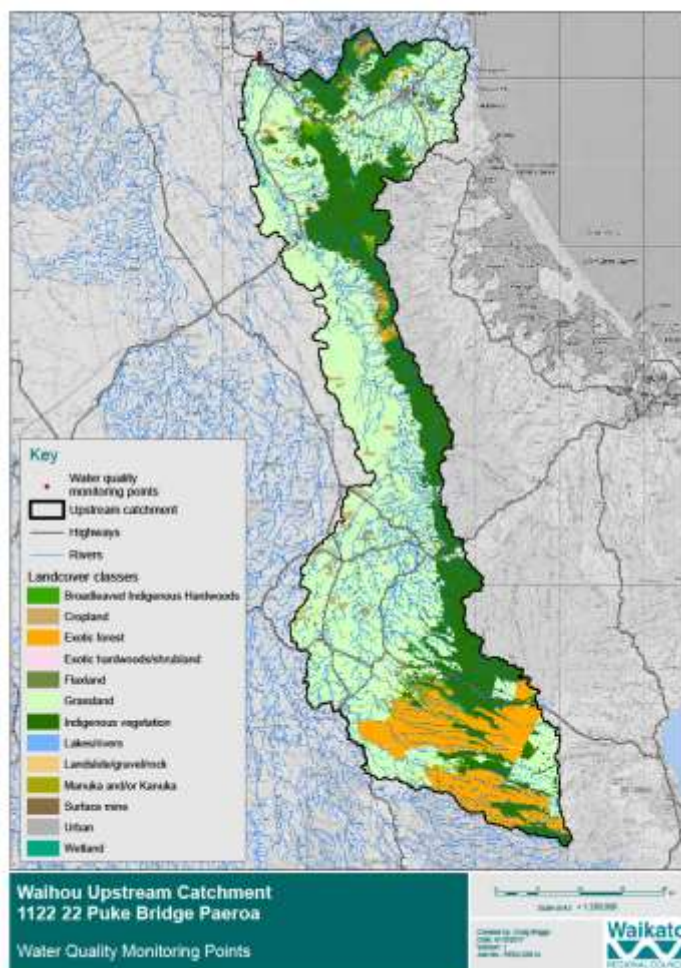 Key
Water quality
monitoring points
Upstream catchment
Highways
Rivers
Landcover classes
Broadleaved Indigenous Hardwoods
Cropland
Exotic forest
Exotic hardwoods/shrubland
Flaxland
Grassland
Indigenous vegetation
Lakes/rivers
Landslide/gravel/rock
Manuka and/or Kanuka
Surface mine
Urban
Wetland
Waihou Upstream Catchment
1122 22 Puke Bridge Paeroa
Water Quality Monitoring Points
Waikato
REGIONAL COUNCIL